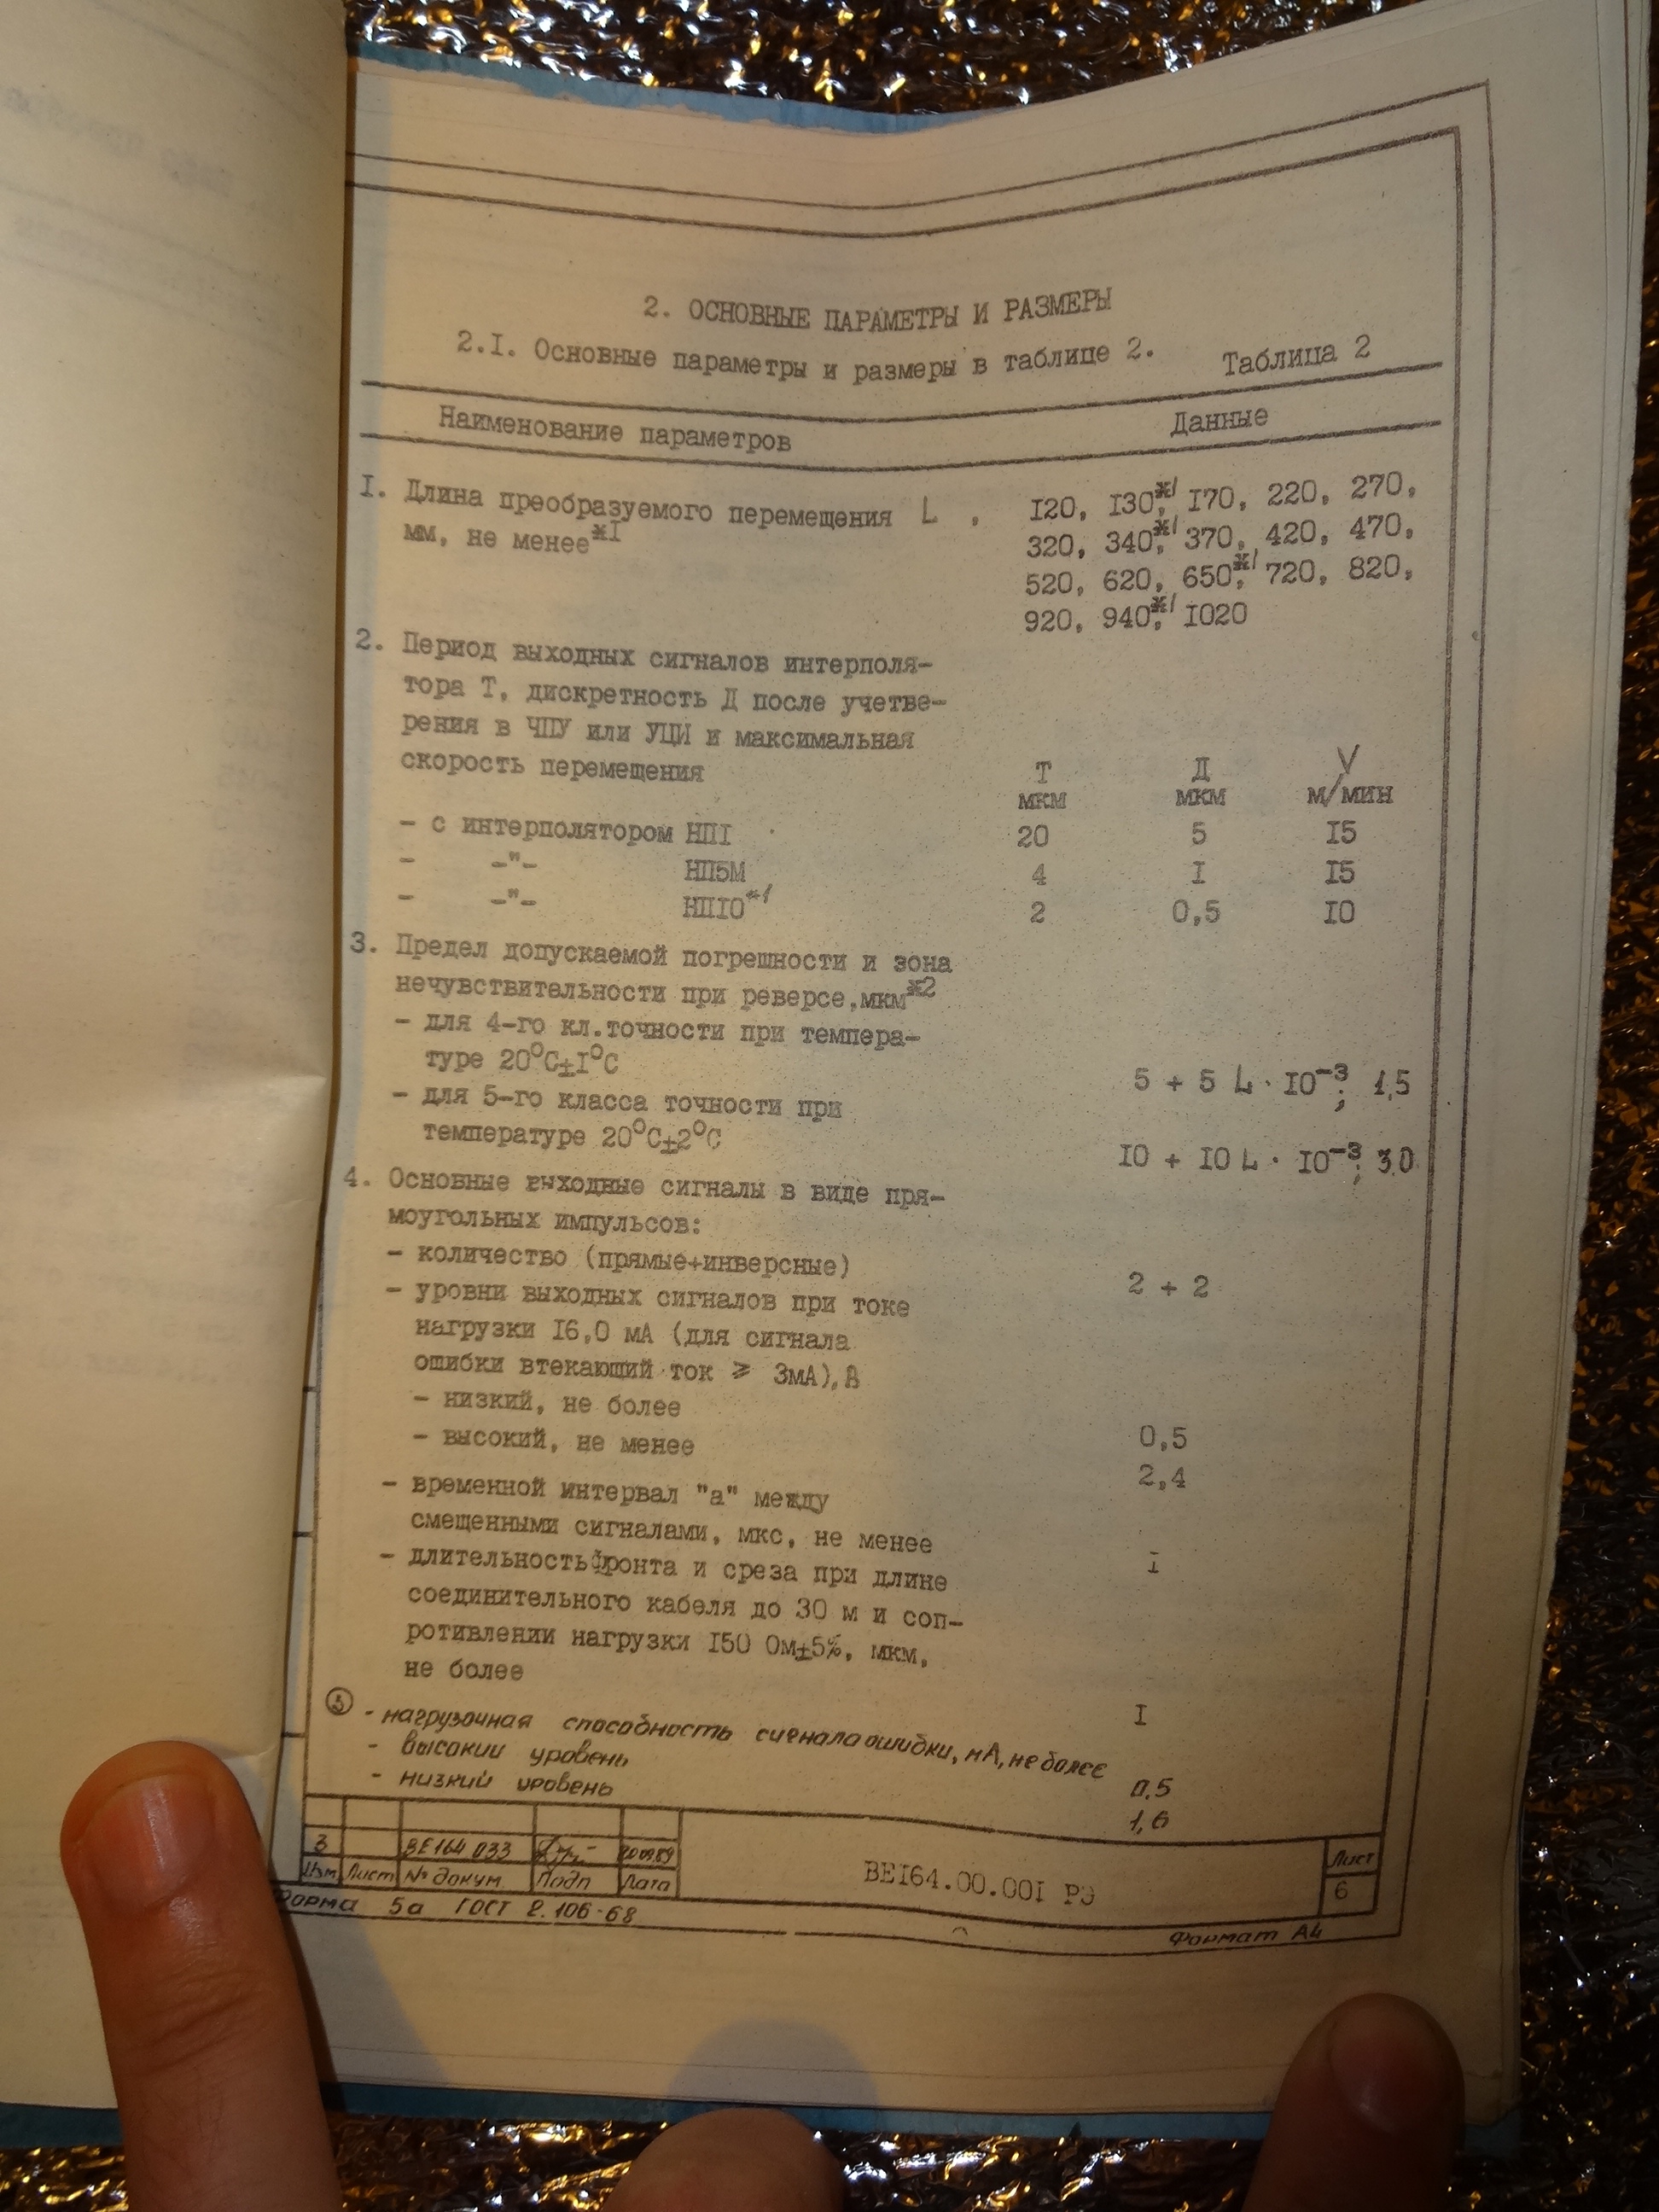 2. ОСНОВНЫЕ ПАРАМЕТРЫ И РАЗМЕРЫ
2.I. Основные параметры и размеры в таблице 2.
Таблица 2
Наименование параметров Данные
I. Длина преобразуемого перемещения L , I20, I30ж1, I70, 220, 270,
мм, не менееж1 320, 340ж1, 370, 420, 470,
520, 620, 650ж1, 720, 820,
920, 940ж1, I020
2. Период выходных сигналов интерполя-
тора Т, дискретность Д после учетве-
рения в ЧПУ или УЦИ и максимальная
скорость перемещения Т Д V
мкм мкм м/мин
- с интерполятором НПI 20 5 I5
- -"- НП5М 4 I I5
- -"- НПI0*1 2 0,5 I0
3. Предел допускаемой погрешности и зона
нечувствительности при реверсе,мкмж2
- для 4-го кл.точности при темпера-
туре 20°С±I°С 5 + 5 L · I0⁻³; 1,5
- для 5-го класса точности при
температуре 20°С±2°С I0 + I0 L · I0⁻³; 3,0
4. Основные выходные сигналы в виде пря-
моугольных импульсов:
- количество (прямые+инверсные) 2 + 2
- уровни выходных сигналов при токе
нагрузки I6,0 мА (для сигнала
ошибки втекающий ток ⩾ 3мА), В
- низкий, не более 0,5
- высокий, не менее 2,4
- временной интервал "а" между
смещенными сигналами, мкс, не менее I
- длительность фронта и среза при длине
соединительного кабеля до 30 м и соп-
ротивлении нагрузки I50 Ом±5%, мкм,
не более I
③ - нагрузочная способность сигнала ошибки, мА, не более
- высокий уровень 0,5
- низкий уровень 1,6
3 ВЕ164 033
Изм Лист № докум Подп Дата
ВЕI64.00.00I РЭ
Лист
6
Форма 5а ГОСТ 2.106-68
Формат А4